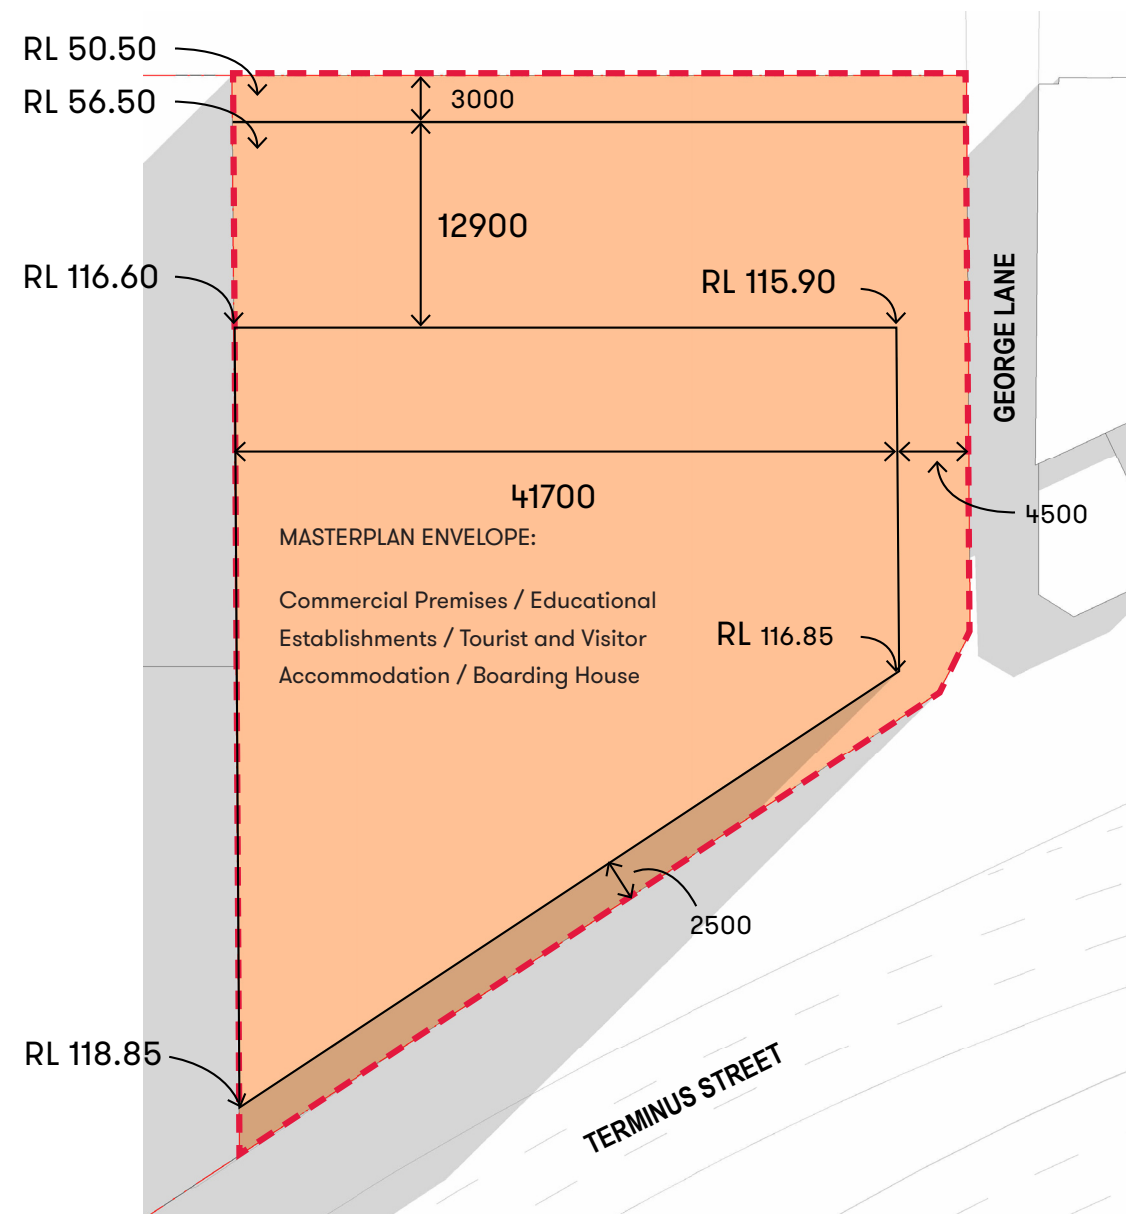 RL 50.50
3000
RL 56.50
12900
RL 116.60
RL 115.90
GEORGE LANE
41700
4500
MASTERPLAN ENVELOPE:
Commercial Premises / Educational
Establishments / Tourist and Visitor
Accommodation / Boarding House
RL 116.85
2500
RL 118.85
TERMINUS STREET